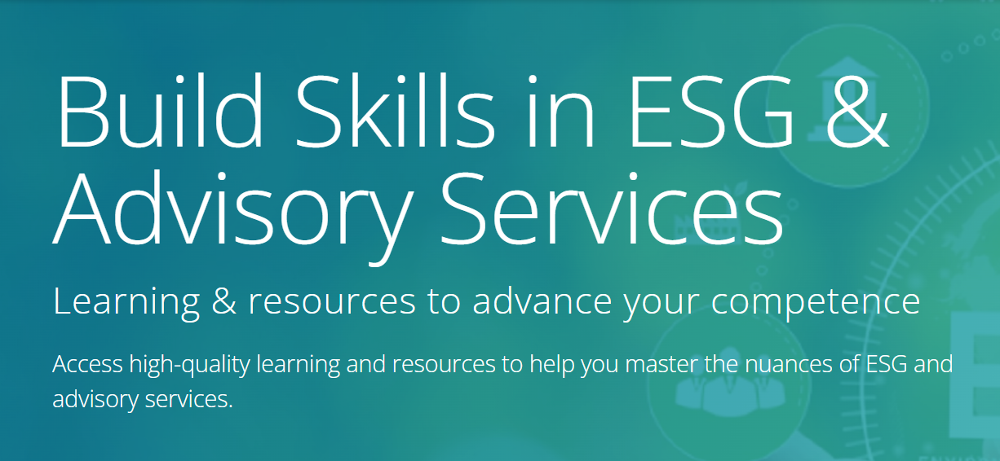 Build Skills in ESG &
Advisory Services
Learning & resources to advance your competence
Access high-quality learning and resources to help you master the nuances of ESG and
advisory services.